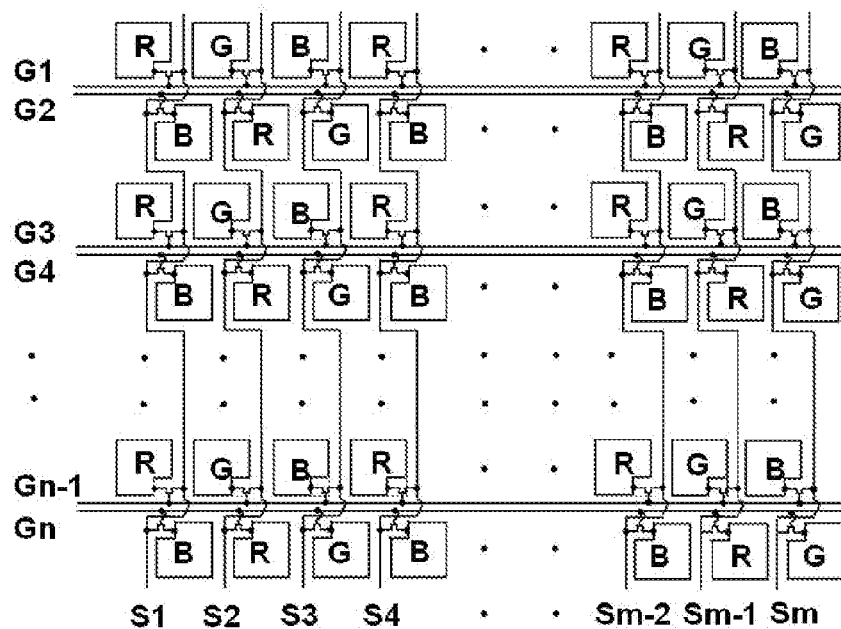 R G B R R G B
G1
G2
B R G B B R G
R G B R R G B
G3
G4
B R G B B R G
R G B R R G B
Gn-1
Gn
B R G B B R G
S1 S2 S3 S4 Sm-2 Sm-1 Sm